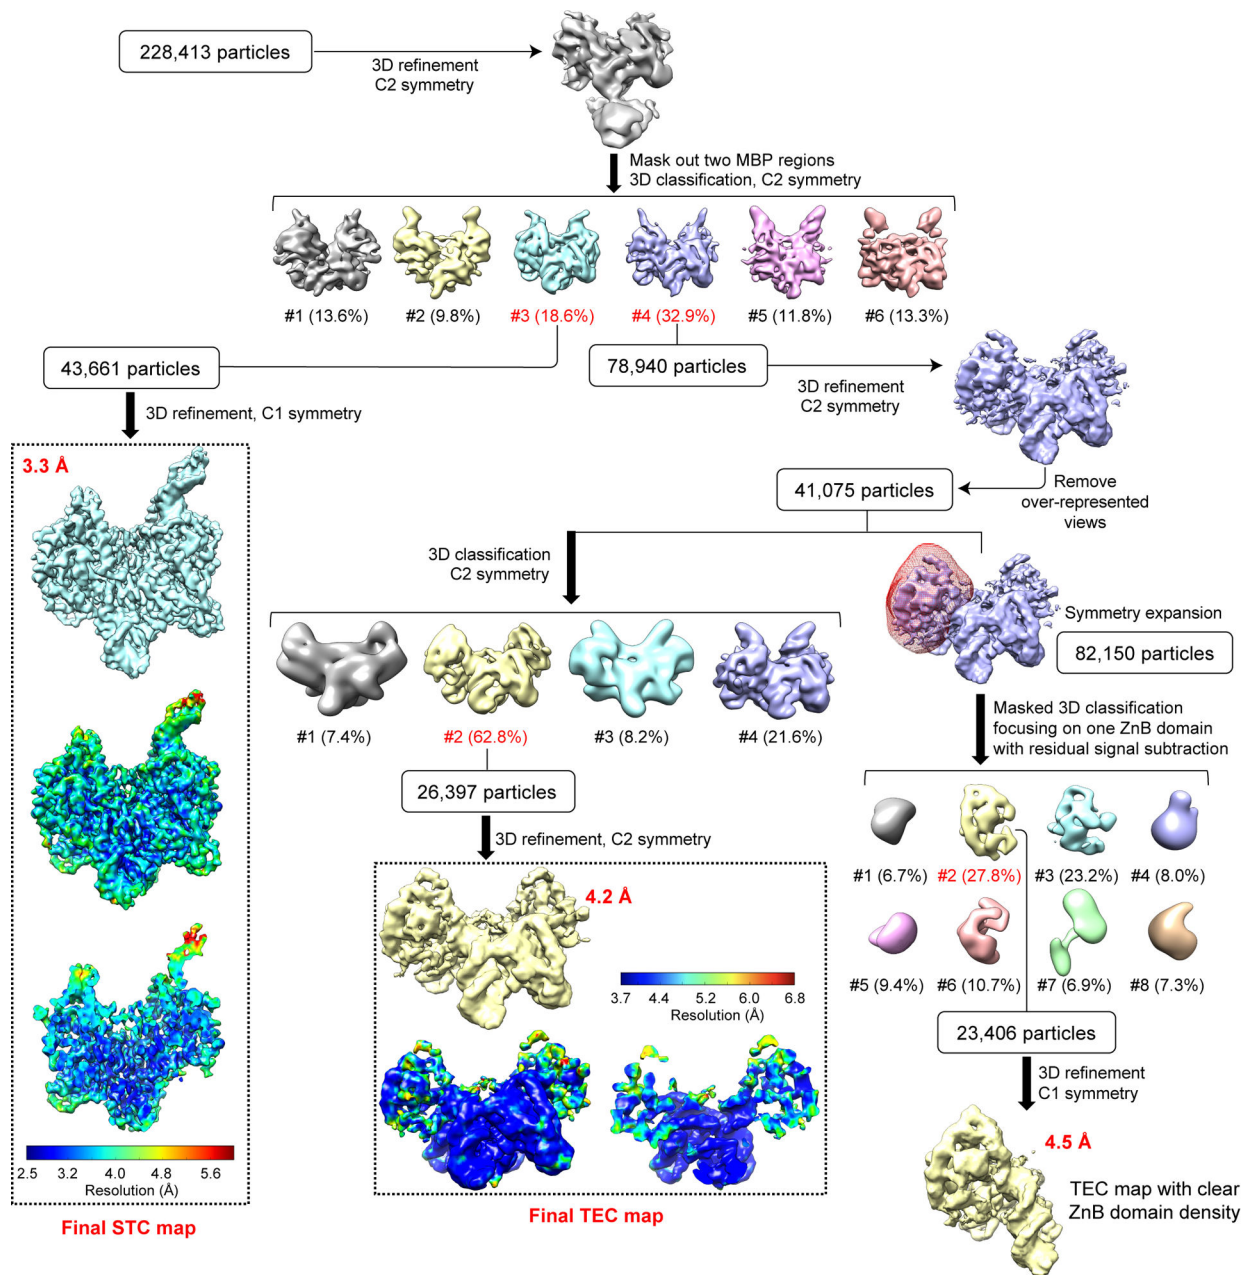 228,413 particles
3D refinement
C2 symmetry
Mask out two MBP regions
3D classification, C2 symmetry
#1 (13.6%)
#2 (9.8%)
#3 (18.6%)
#4 (32.9%)
#5 (11.8%)
#6 (13.3%)
43,661 particles
78,940 particles
3D refinement
C2 symmetry
3D refinement, C1 symmetry
3.3 Å
41,075 particles
Remove
over-represented
views
3D classification
C2 symmetry
Symmetry expansion
82,150 particles
#1 (7.4%)
#2 (62.8%)
#3 (8.2%)
#4 (21.6%)
Masked 3D classification
focusing on one ZnB domain
with residual signal subtraction
26,397 particles
3D refinement, C2 symmetry
4.2 Å
3.7 4.4 5.2 6.0 6.8
Resolution (Å)
#1 (6.7%)
#2 (27.8%)
#3 (23.2%)
#4 (8.0%)
#5 (9.4%)
#6 (10.7%)
#7 (6.9%)
#8 (7.3%)
23,406 particles
3D refinement
C1 symmetry
4.5 Å
TEC map with clear
ZnB domain density
2.5 3.2 4.0 4.8 5.6
Resolution (Å)
Final STC map
Final TEC map